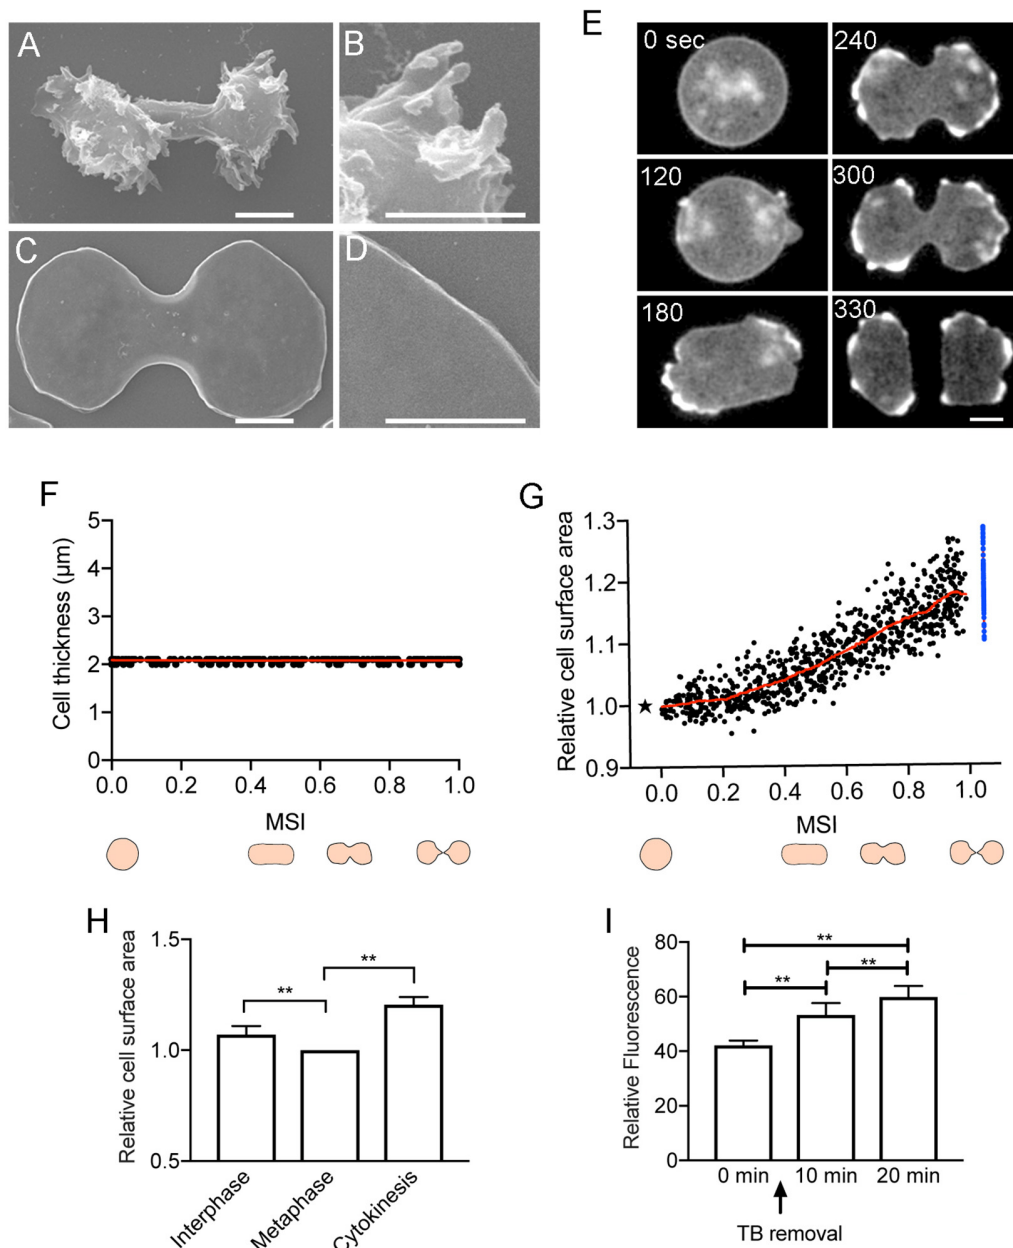 A
B
C
D
E
0 sec
240
120
300
180
330
F
Cell thickness (µm)
5
4
3
2
1
0
0.0 0.2 0.4 0.6 0.8 1.0
MSI
G
Relative cell surface area
1.3
1.2
1.1
1.0
0.9
★
0.0 0.2 0.4 0.6 0.8 1.0
MSI
H
Relative cell surface area
1.5
1.0
0.5
**
**
Interphase
Metaphase
Cytokinesis
I
Relative Fluorescence
80
60
40
20
0
**
**
**
0 min 10 min 20 min
TB removal